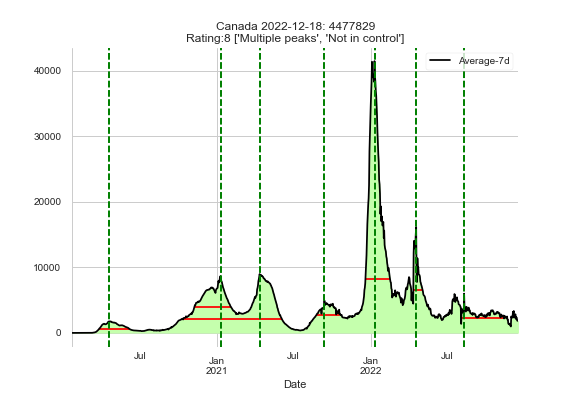 Canada 2022-12-18: 4477829
Rating:8 ['Multiple peaks', 'Not in control']
Average-7d
40000
30000
20000
10000
0
Jul
Jan
2021
Jul
Jan
2022
Jul
Date